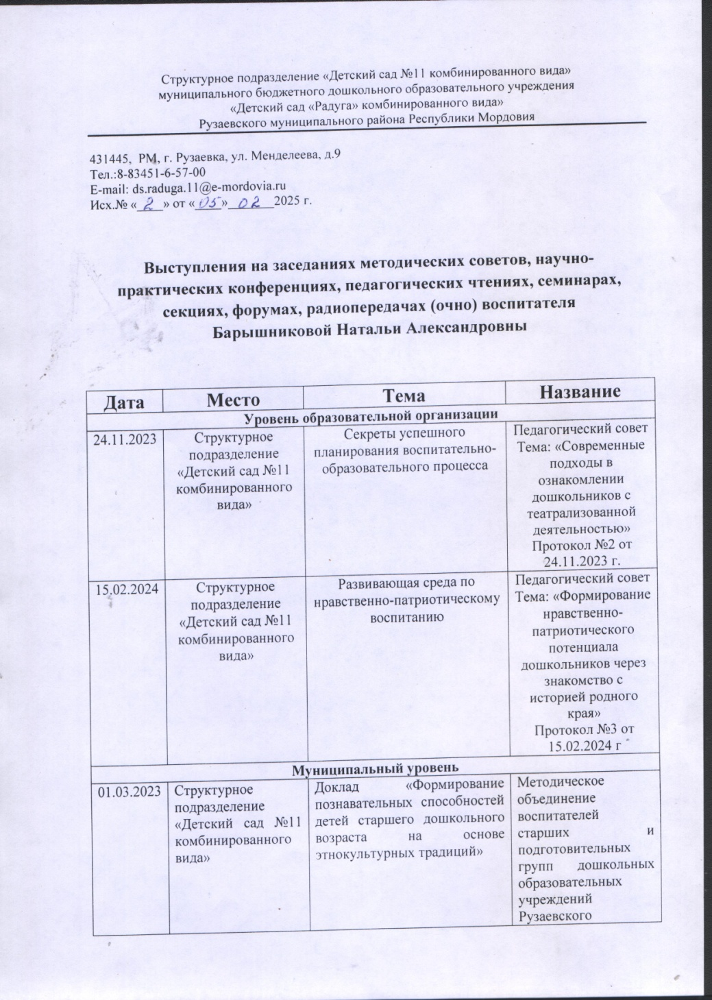 Структурное подразделение «Детский сад №11 комбинированного вида»
муниципального бюджетного дошкольного образовательного учреждения
«Детский сад «Радуга» комбинированного вида»
Рузаевского муниципального района Республики Мордовия
431445, РМ, г. Рузаевка, ул. Менделеева, д.9
Тел.:8-83451-6-57-00
E-mail: ds.raduga.11@e-mordovia.ru
Исх.№ «2» от «05» 02 2025 г.
Выступления на заседаниях методических советов, научно-
практических конференциях, педагогических чтениях, семинарах,
секциях, форумах, радиопередачах (очно) воспитателя
Барышниковой Натальи Александровны
Дата Место Тема Название
Уровень образовательной организации
24.11.2023
Структурное
подразделение
«Детский сад №11
комбинированного
вида»
Секреты успешного
планирования воспитательно-
образовательного процесса
Педагогический совет
Тема: «Современные
подходы в
ознакомлении
дошкольников с
театрализованной
деятельностью»
Протокол №2 от
24.11.2023 г.
15.02.2024
Структурное
подразделение
«Детский сад №11
комбинированного
вида»
Развивающая среда по
нравственно-патриотическому
воспитанию
Педагогический совет
Тема: «Формирование
нравственно-
патриотического
потенциала
дошкольников через
знакомство с
историей родного
края»
Протокол №3 от
15.02.2024 г
Муниципальный уровень
01.03.2023
Структурное
подразделение
«Детский сад №11
комбинированного
вида»
Доклад «Формирование
познавательных способностей
детей старшего дошкольного
возраста на основе
этнокультурных традиций»
Методическое
объединение
воспитателей
старших и
подготовительных
групп дошкольных
образовательных
учреждений
Рузаевского